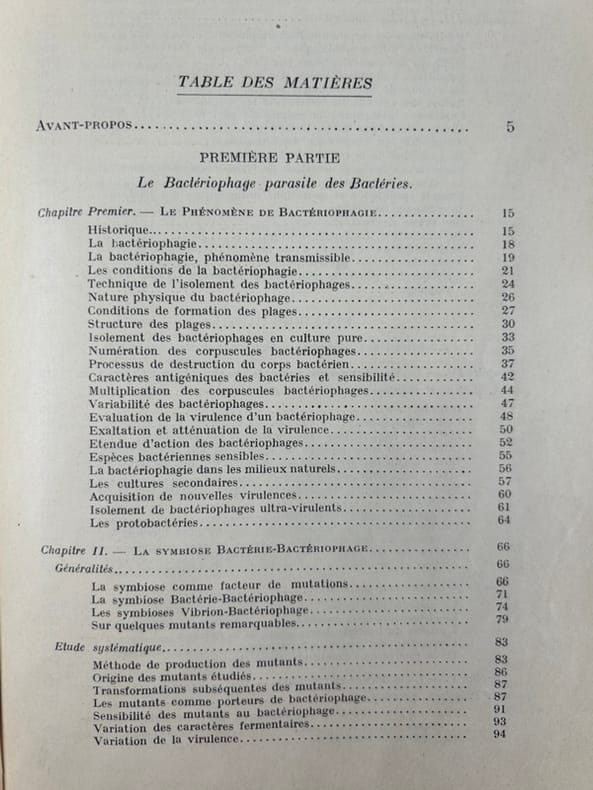 TABLE DES MATIÈRES
AVANT-PROPOS.......................................................... 5
PREMIÈRE PARTIE
Le Bactériophage parasite des Bactéries.
Chapitre Premier. — LE PHÉNOMÈNE DE BACTÉRIOPHAGIE............... 15
Historique.................................................. 15
La bactériophagie........................................... 18
La bactériophagie, phénomène transmissible.................. 19
Les conditions de la bactériophagie......................... 21
Technique de l'isolement des bactériophages................. 24
Nature physique du bactériophage............................ 26
Conditions de formation des plages.......................... 27
Structure des plages........................................ 30
Isolement des bactériophages en culture pure................ 33
Numération des corpuscules bactériophages................... 35
Processus de destruction du corps bactérien................. 37
Caractères antigéniques des bactéries et sensibilité........ 42
Multiplication des corpuscules bactériophages............... 44
Variabilité des bactériophages.............................. 47
Evaluation de la virulence d'un bactériophage............... 48
Exaltation et atténuation de la virulence................... 50
Etendue d'action des bactériophages......................... 52
Espèces bactériennes sensibles.............................. 55
La bactériophagie dans les milieux naturels................. 56
Les cultures secondaires.................................... 57
Acquisition de nouvelles virulences......................... 60
Isolement de bactériophages ultra-virulents................. 61
Les protobactéries.......................................... 64
Chapitre II. — LA SYMBIOSE BACTÉRIE-BACTÉRIOPHAGE................ 66
Généralités...................................................... 66
La symbiose comme facteur de mutations...................... 66
La symbiose Bactérie-Bactériophage.......................... 71
Les symbioses Vibrion-Bactériophage......................... 74
Sur quelques mutants remarquables........................... 79
Etude systématique............................................... 83
Méthode de production des mutants........................... 83
Origine des mutants étudiés................................. 86
Transformations subséquentes des mutants.................... 87
Les mutants comme porteurs de bactériophage................. 87
Sensibilité des mutants au bactériophage.................... 91
Variation des caractères fermentaires....................... 93
Variation de la virulence................................... 94